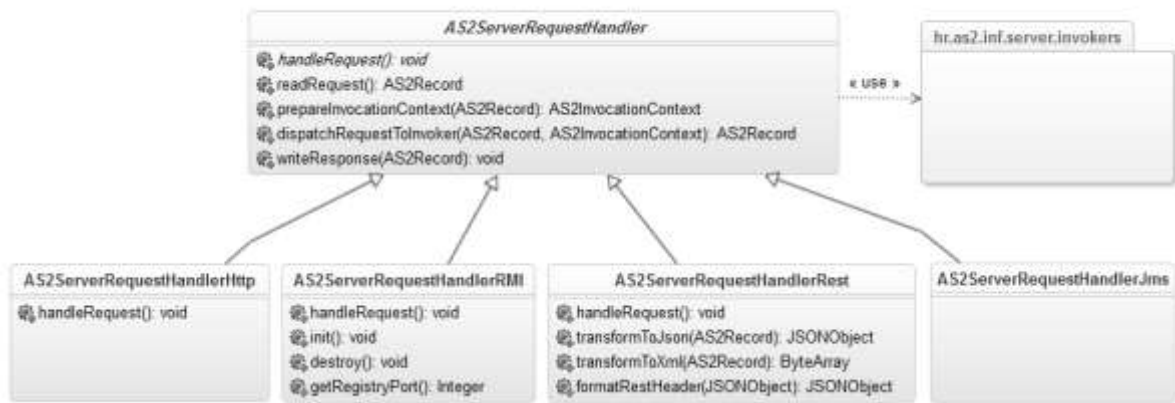 AS2ServerRequestHandler
handleRequest(): void
readRequest(): AS2Record
prepareInvocationContext(AS2Record): AS2InvocationContext
dispatchRequestToInvoker(AS2Record, AS2InvocationContext): AS2Record
writeResponse(AS2Record): void
« use »
hr.as2.inf.server.invokers
AS2ServerRequestHandlerHttp
handleRequest(): void
AS2ServerRequestHandlerRMI
handleRequest(): void
init(): void
destroy(): void
getRegistryPort(): Integer
AS2ServerRequestHandlerRest
handleRequest(): void
transformToJson(AS2Record): JSONObject
transformToXml(AS2Record): ByteArray
formatRestHeader(JSONObject): JSONObject
AS2ServerRequestHandlerJms